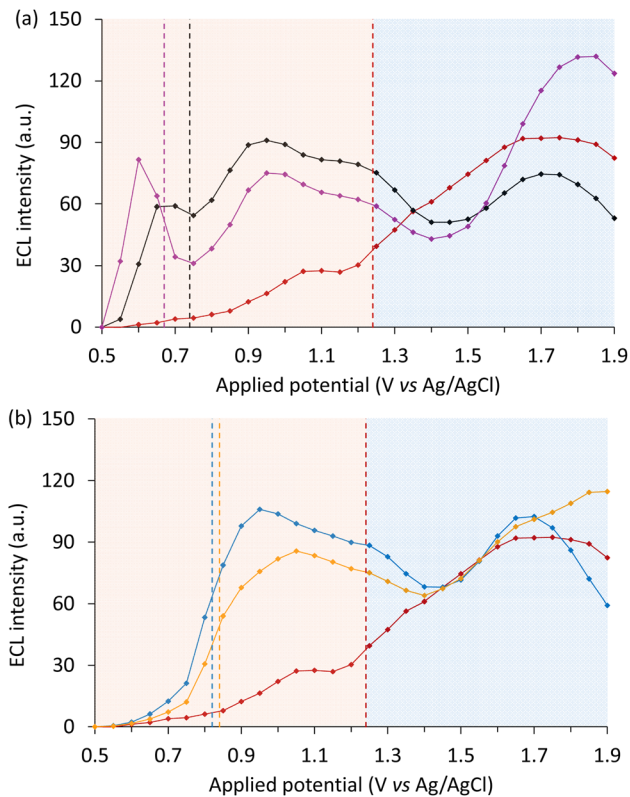 (a)
ECL intensity (a.u.)
150
120
90
60
30
0
0.5 0.7 0.9 1.1 1.3 1.5 1.7 1.9
Applied potential (V vs Ag/AgCl)
(b)
ECL intensity (a.u.)
150
120
90
60
30
0
0.5 0.7 0.9 1.1 1.3 1.5 1.7 1.9
Applied potential (V vs Ag/AgCl)